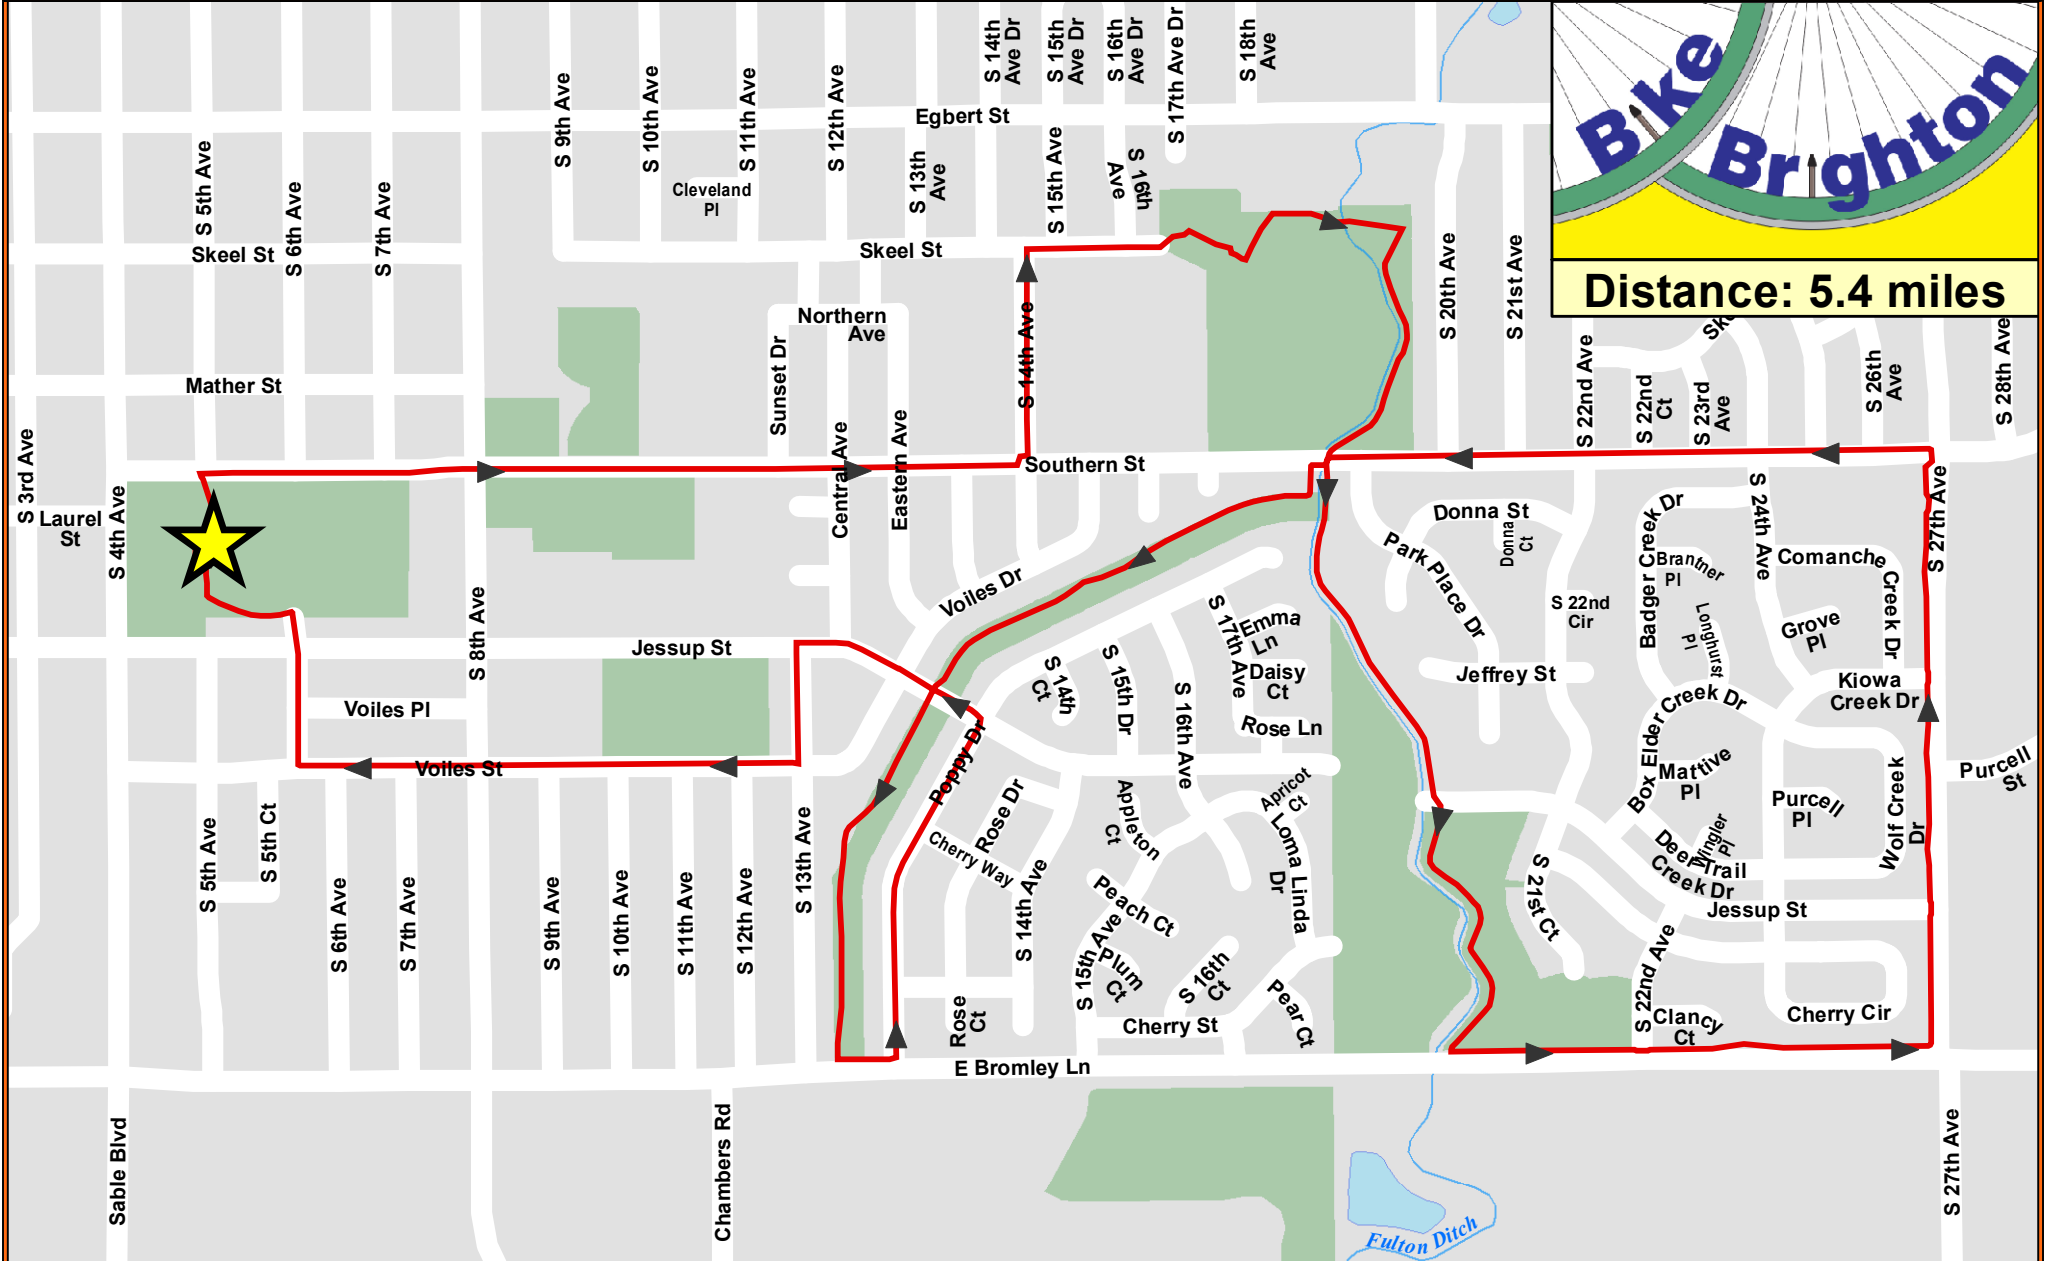 S 14th
Ave Dr
S 15th
Ave Dr
S 16th
Ave Dr
S 17th Ave Dr
S 18th
Ave
Bike
Brighton
Distance: 5.4 miles
S 9th Ave
S 10th Ave
S 11th Ave
S 12th Ave
Egbert St
S 5th Ave
S 6th Ave
S 7th Ave
Cleveland
Pl
S 13th
Ave
S 15th Ave
S 16th
Ave
Skeel St
Skeel St
S 20th Ave
S 21st Ave
Northern
Ave
Sunset Dr
S 14th Ave
S 22nd Ave
S 22nd
Ct
S 23rd
Ave
S 26th
Ave
S 28th Ave
Mather St
S 3rd Ave
Central Ave
Eastern Ave
Southern St
Laurel
St
S 4th Ave
S 8th Ave
Voiles Dr
Donna St
Donna
Ct
Park Place Dr
S 22nd
Cir
Badger Creek Dr
Brantner
Pl
Longhurst
Pl
S 24th Ave
Comanche
Creek Dr
S 27th Ave
Grove
Pl
Jessup St
S 14th
Ct
S 15th Dr
S 16th Ave
S 17th Ave
Emma
Ln
Daisy
Ct
Rose Ln
Jeffrey St
Kiowa
Creek Dr
Box Elder Creek Dr
Voiles Pl
Voiles St
Poppy Dr
Rose Dr
Cherry Way
S 14th Ave
Appleton
Ct
Apricot
Ct
Loma Linda
Dr
Mattive
Pl
Purcell
Pl
Wolf Creek
Dr
Purcell
St
Wingler
Pl
Deer Trail
Creek Dr
Jessup St
S 5th Ave
S 5th Ct
S 6th Ave
S 7th Ave
S 9th Ave
S 10th Ave
S 11th Ave
S 12th Ave
S 13th Ave
Peach Ct
S 15th Ave
Plum
Ct
S 16th
Ct
Pear Ct
S 21st Ct
S 22nd Ave
Clancy
Ct
Cherry Cir
Rose
Ct
Cherry St
E Bromley Ln
Sable Blvd
Chambers Rd
S 27th Ave
Fulton Ditch